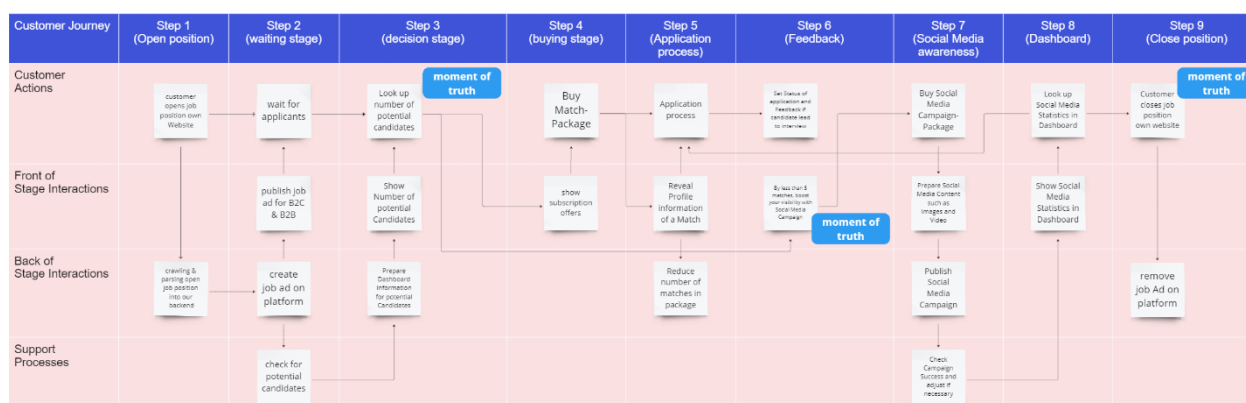 Customer Journey
Step 1
(Open position)
Step 2
(waiting stage)
Step 3
(decision stage)
Step 4
(buying stage)
Step 5
(Application
process)
Step 6
(Feedback)
Step 7
(Social Media
awareness)
Step 8
(Dashboard)
Step 9
(Close position)
Customer
Actions
customer
opens job
position own
Website
wait for
applicants
Look up
number of
potential
candidates
moment of
truth
Buy
Match-
Package
Application
process
Set Status of
application and
Feedback if
candidate lead
to interview
Buy Social
Media
Campaign-
Package
Look up
Social Media
Statistics in
Dashboard
Customer
closes job
position
own website
moment of
truth
Front of
Stage Interactions
publish job
ad for B2C
& B2B
Show
Number of
potential
Candidates
show
subscription
offers
Reveal
Profile
information
of a Match
By less than 5
matches, boost
your visibility with
Social Media
Campaign
moment of
truth
Prepare Social
Media Content
such as
Images and
Video
Show Social
Media
Statistics in
Dashboard
Back of
Stage Interactions
crawling &
parsing open
job position
into our
backend
create
job ad on
platform
Prepare
Dashboard
Information
for potential
Candidates
Reduce
number of
matches in
package
Publish
Social
Media
Campaign
remove
job Ad on
platform
Support
Processes
check for
potential
candidates
Check
Campaign
Success and
adjust if
necessary